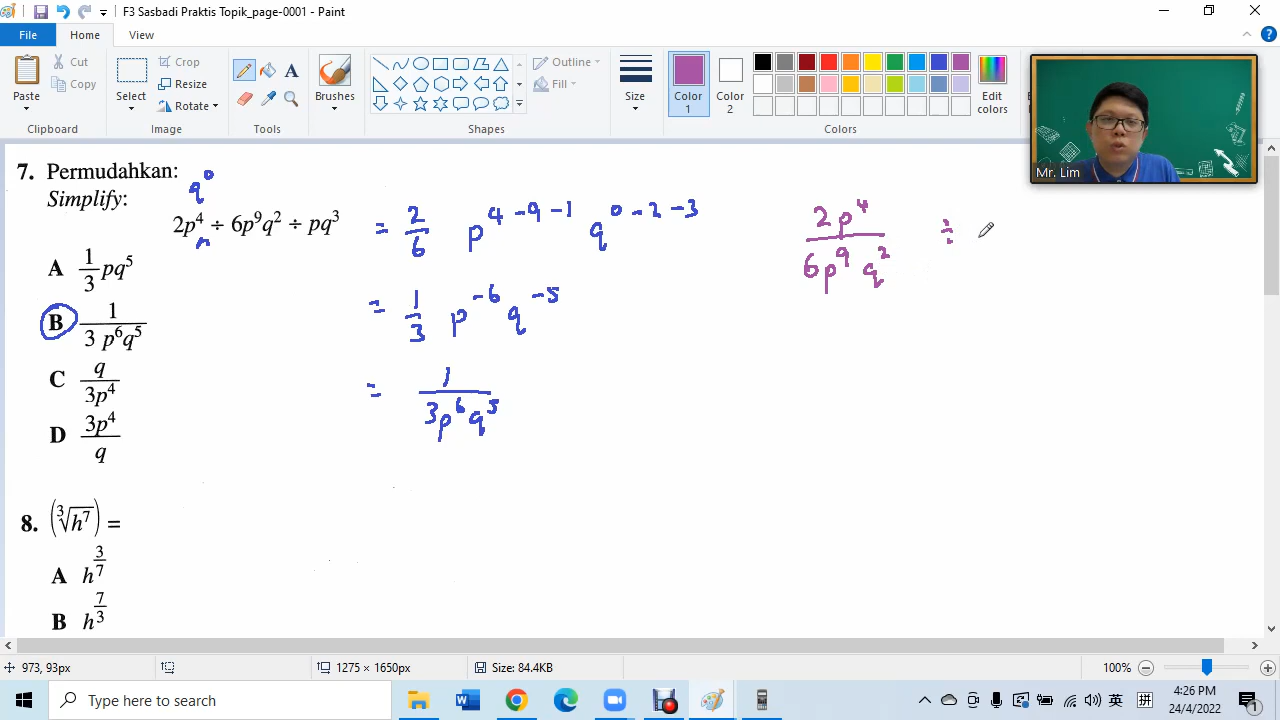 F3 Sasbadi Praktis Topik_page-0001 - Paint
File Home View
Paste Cut Copy Clipboard
Select Crop Resize Rotate Image
Tools
Brushes
Outline Fill Shapes
Size
Color 1 Color 2 Edit colors Colors
Mr. Lim
7. Permudahkan:
Simplify:
q⁰
2p⁴ ÷ 6p⁹q² ÷ pq³ = 2/6 p^(4-9-1) q^(0-2-3)
2p⁴/(6p⁹q²) ÷
A 1/3 pq⁵
= 1/3 p^(-6) q^(-5)
B 1/(3 p⁶q⁵)
C q/(3p⁴)
= 1/(3p⁶q⁵)
D 3p⁴/q
8. (∛h⁷) =
A h^(3/7)
B h^(7/3)
973, 93px 1275 × 1650px Size: 84.4KB 100%
Type here to search
英 拼 4:26 PM
24/4/2022 1